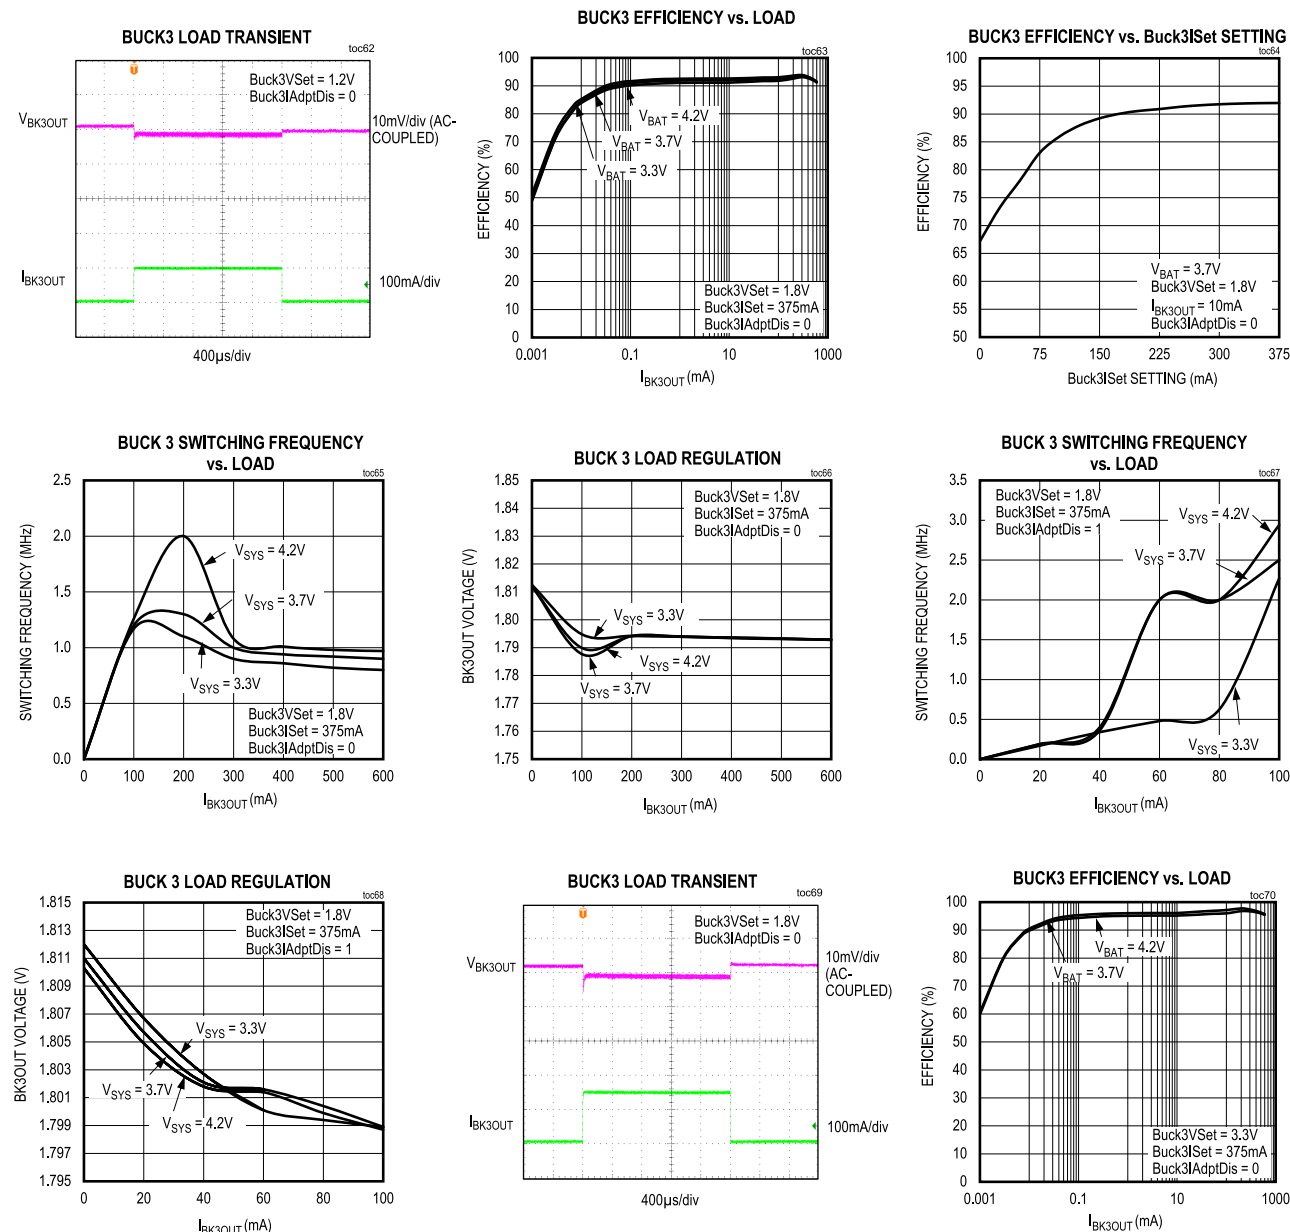 BUCK3 LOAD TRANSIENT
toc62
Buck3VSet = 1.2V
Buck3IAdptDis = 0
VBK3OUT
10mV/div (AC-
COUPLED)
IBK3OUT
100mA/div
400µs/div
BUCK3 EFFICIENCY vs. LOAD
toc63
100
90
80
70
60
50
40
30
20
10
0
EFFICIENCY (%)
VBAT = 4.2V
VBAT = 3.7V
VBAT = 3.3V
Buck3VSet = 1.8V
Buck3ISet = 375mA
Buck3IAdptDis = 0
0.001 0.1 10 1000
IBK3OUT (mA)
BUCK3 EFFICIENCY vs. Buck3ISet SETTING
toc64
100
95
90
85
80
75
70
65
60
55
50
EFFICIENCY (%)
VBAT = 3.7V
Buck3VSet = 1.8V
IBK3OUT = 10mA
Buck3IAdptDis = 0
0 75 150 225 300 375
Buck3ISet SETTING (mA)
BUCK 3 SWITCHING FREQUENCY
vs. LOAD
toc65
2.5
2.0
1.5
1.0
0.5
0.0
SWITCHING FREQUENCY (MHz)
VSYS = 4.2V
VSYS = 3.7V
VSYS = 3.3V
Buck3VSet = 1.8V
Buck3ISet = 375mA
Buck3IAdptDis = 0
0 100 200 300 400 500 600
IBK3OUT (mA)
BUCK 3 LOAD REGULATION
toc66
1.85
1.84
1.83
1.82
1.81
1.80
1.79
1.78
1.77
1.76
1.75
BK3OUT VOLTAGE (V)
Buck3VSet = 1.8V
Buck3ISet = 375mA
Buck3IAdptDis = 0
VSYS = 3.3V
VSYS = 4.2V
VSYS = 3.7V
0 100 200 300 400 500 600
IBK3OUT (mA)
BUCK 3 SWITCHING FREQUENCY
vs. LOAD
toc67
3.5
3.0
2.5
2.0
1.5
1.0
0.5
0.0
SWITCHING FREQUENCY (MHz)
Buck3VSet = 1.8V
Buck3ISet = 375mA
Buck3IAdptDis = 1
VSYS = 4.2V
VSYS = 3.7V
VSYS = 3.3V
0 20 40 60 80 100
IBK3OUT (mA)
BUCK 3 LOAD REGULATION
toc68
1.815
1.813
1.811
1.809
1.807
1.805
1.803
1.801
1.799
1.797
1.795
BK3OUT VOLTAGE (V)
Buck3VSet = 1.8V
Buck3ISet = 375mA
Buck3IAdptDis = 1
VSYS = 3.3V
VSYS = 3.7V
VSYS = 4.2V
0 20 40 60 80 100
IBK3OUT (mA)
BUCK3 LOAD TRANSIENT
toc69
Buck3VSet = 1.8V
Buck3IAdptDis = 0
VBK3OUT
10mV/div
(AC-
COUPLED)
IBK3OUT
100mA/div
400µs/div
BUCK3 EFFICIENCY vs. LOAD
toc70
100
90
80
70
60
50
40
30
20
10
0
EFFICIENCY (%)
VBAT = 4.2V
VBAT = 3.7V
Buck3VSet = 3.3V
Buck3ISet = 375mA
Buck3IAdptDis = 0
0.001 0.1 10 1000
IBK3OUT (mA)